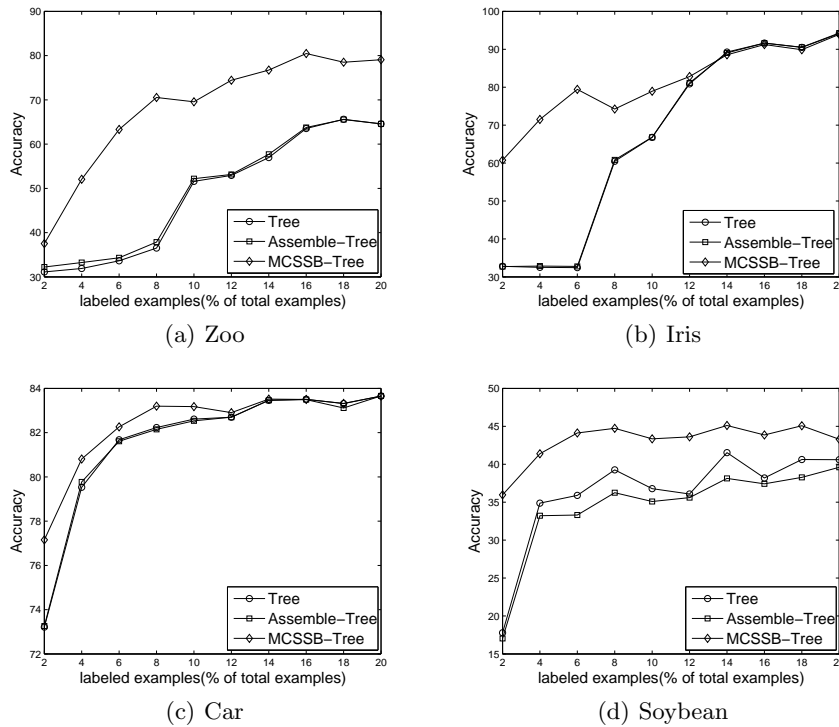 90
80
70
60
50
40
30
Accuracy
Tree
Assemble−Tree
MCSSB−Tree
2 4 6 8 10 12 14 16 18 20
labeled examples(% of total examples)
(a) Zoo
100
90
80
70
60
50
40
30
Accuracy
Tree
Assemble−Tree
MCSSB−Tree
2 4 6 8 10 12 14 16 18
labeled examples(% of total examples)
(b) Iris
84
82
80
78
76
74
72
Accuracy
Tree
Assemble−Tree
MCSSB−Tree
2 4 6 8 10 12 14 16 18 20
labeled examples(% of total examples)
(c) Car
50
45
40
35
30
25
20
15
Accuracy
Tree
Assemble−Tree
MCSSB−Tree
2 4 6 8 10 12 14 16 18
labeled examples(% of total examples)
(d) Soybean